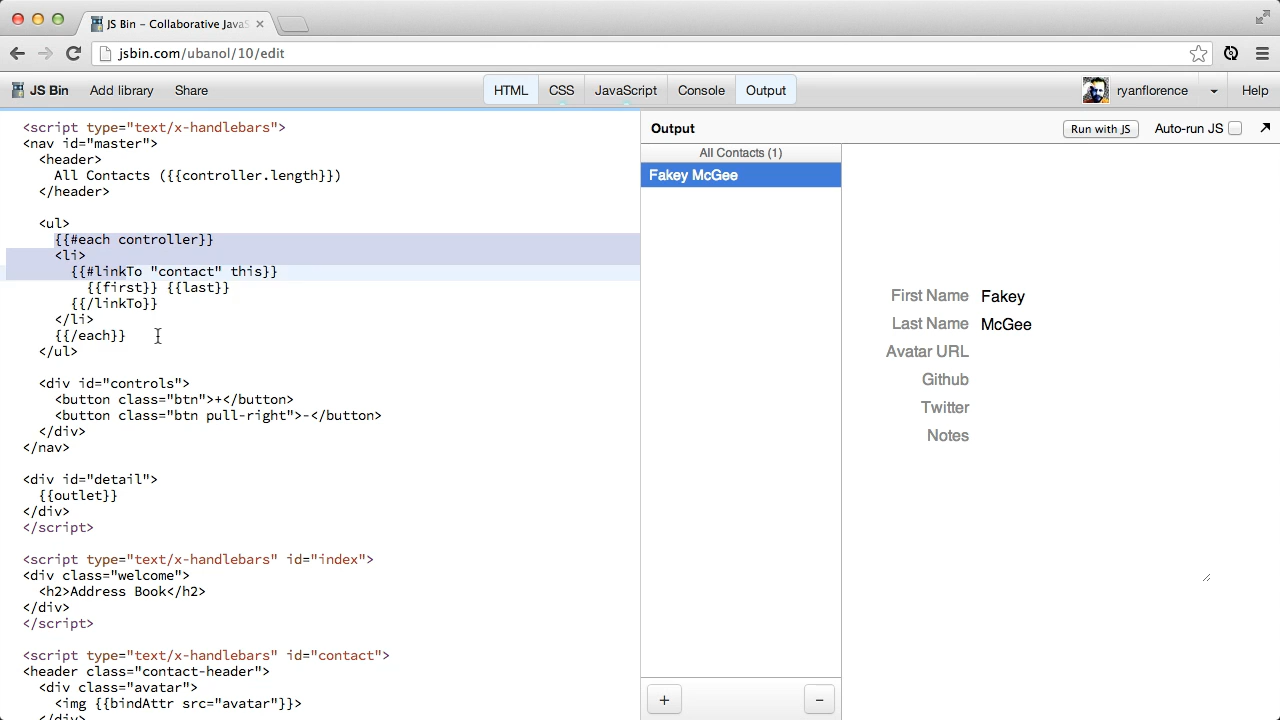 JS Bin - Collaborative JavaS
jsbin.com/ubanol/10/edit
JS Bin Add library Share HTML CSS JavaScript Console Output ryanflorence Help
<script type="text/x-handlebars">
<nav id="master">
<header>
All Contacts ({{controller.length}})
</header>
<ul>
{{#each controller}}
<li>
{{#linkTo "contact" this}}
{{first}} {{last}}
{{/linkTo}}
</li>
{{/each}}
</ul>
<div id="controls">
<button class="btn">+</button>
<button class="btn pull-right">-</button>
</div>
</nav>
<div id="detail">
{{outlet}}
</div>
</script>
<script type="text/x-handlebars" id="index">
<div class="welcome">
<h2>Address Book</h2>
</div>
</script>
<script type="text/x-handlebars" id="contact">
<header class="contact-header">
<div class="avatar">
<img {{bindAttr src="avatar"}}>
</div>
Output Run with JS Auto-run JS
All Contacts (1)
Fakey McGee
First Name Fakey
Last Name McGee
Avatar URL
Github
Twitter
Notes
+ -